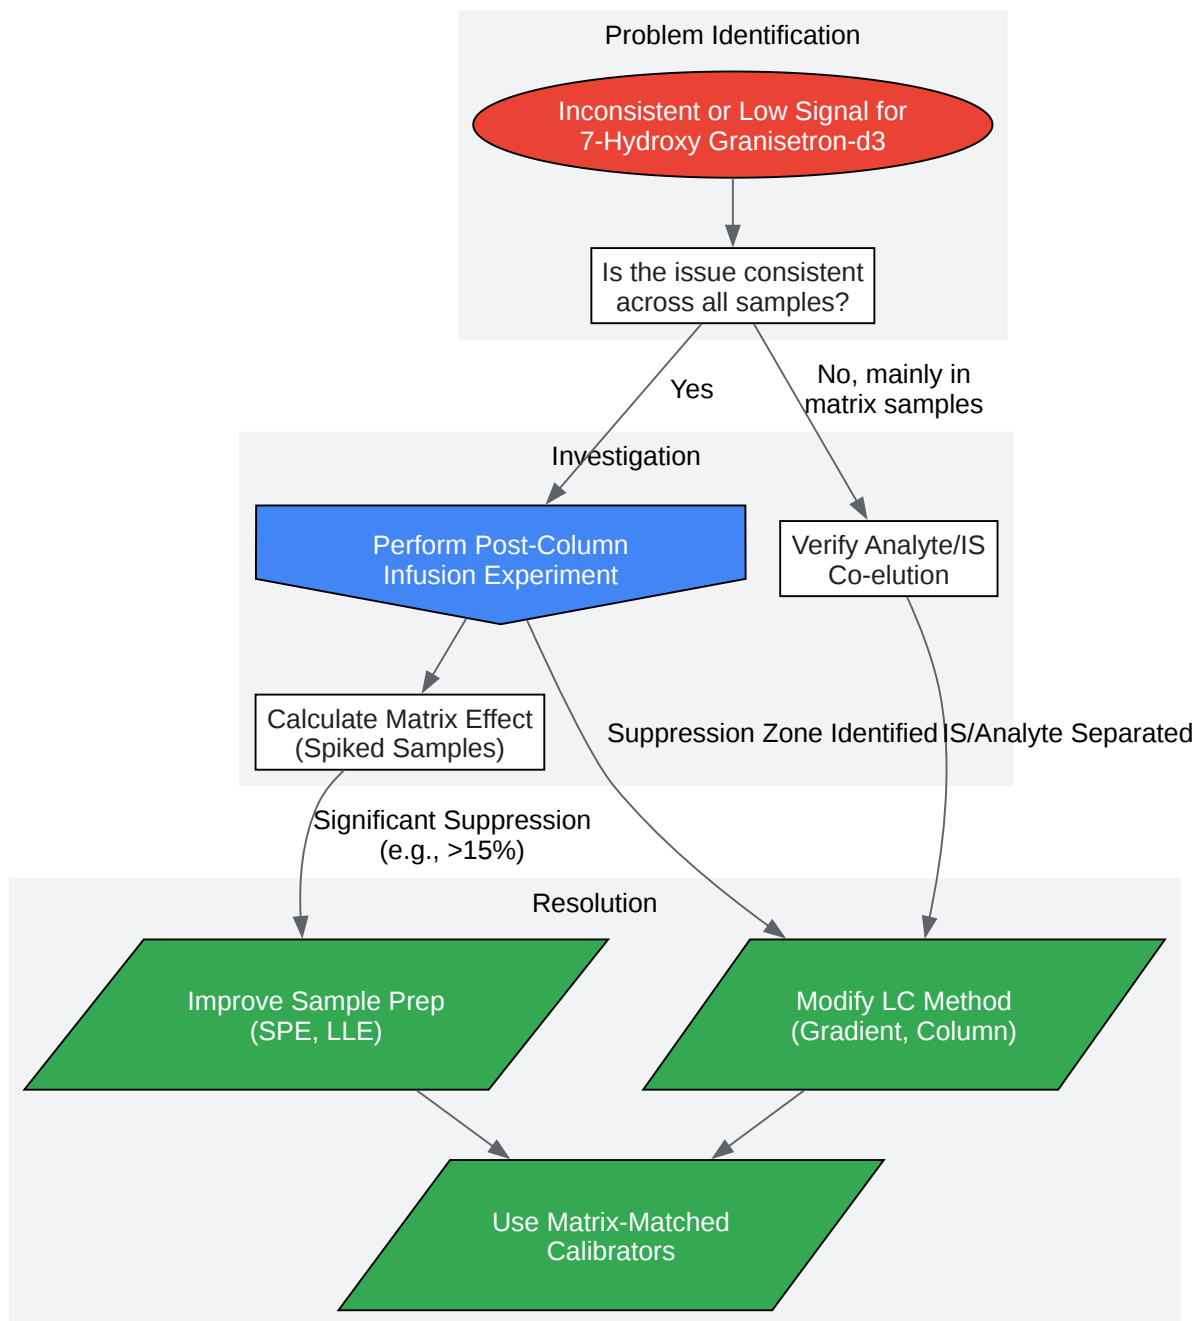 Problem Identification
Inconsistent or Low Signal for
7-Hydroxy Granisetron-d3
Is the issue consistent
across all samples?
Yes
No, mainly in
matrix samples
Investigation
Perform Post-Column
Infusion Experiment
Verify Analyte/IS
Co-elution
Calculate Matrix Effect
(Spiked Samples)
Suppression Zone Identified
IS/Analyte Separated
Significant Suppression
(e.g., >15%)
Resolution
Improve Sample Prep
(SPE, LLE)
Modify LC Method
(Gradient, Column)
Use Matrix-Matched
Calibrators